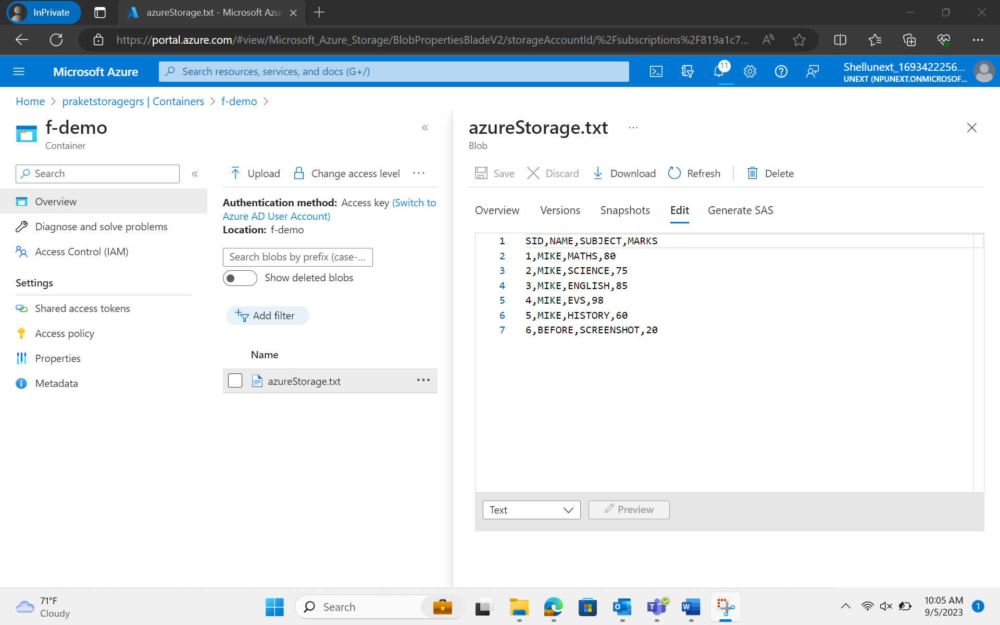 InPrivate
azureStorage.txt - Microsoft Azu
https://portal.azure.com/#view/Microsoft_Azure_Storage/BlobPropertiesBladeV2/storageAccountId/%2Fsubscriptions%2F819a1c7...
Microsoft Azure
Search resources, services, and docs (G+/)
11
Shellunext_1693422256...
UNEXT (NPUNEXT.ONMICROSOF...
Home > praketstoragegrs | Containers > f-demo >
f-demo
Container
Search
Overview
Diagnose and solve problems
Access Control (IAM)
Settings
Shared access tokens
Access policy
Properties
Metadata
Upload
Change access level
Authentication method: Access key (Switch to
Azure AD User Account)
Location: f-demo
Search blobs by prefix (case-...
Show deleted blobs
Add filter
Name
azureStorage.txt
azureStorage.txt
Blob
Save
Discard
Download
Refresh
Delete
Overview
Versions
Snapshots
Edit
Generate SAS
1 SID,NAME,SUBJECT,MARKS
2 1,MIKE,MATHS,80
3 2,MIKE,SCIENCE,75
4 3,MIKE,ENGLISH,85
5 4,MIKE,EVS,98
6 5,MIKE,HISTORY,60
7 6,BEFORE,SCREENSHOT,20
Text
Preview
71°F
Cloudy
Search
10:05 AM
9/5/2023
1